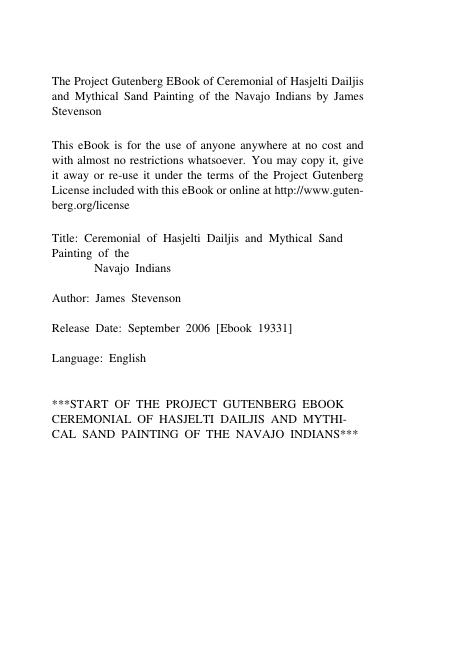 The Project Gutenberg EBook of Ceremonial of Hasjelti Dailjis
and Mythical Sand Painting of the Navajo Indians by James
Stevenson
This eBook is for the use of anyone anywhere at no cost and
with almost no restrictions whatsoever. You may copy it, give
it away or re-use it under the terms of the Project Gutenberg
License included with this eBook or online at http://www.guten-
berg.org/license
Title: Ceremonial of Hasjelti Dailjis and Mythical Sand
Painting of the
Navajo Indians
Author: James Stevenson
Release Date: September 2006 [Ebook 19331]
Language: English
***START OF THE PROJECT GUTENBERG EBOOK
CEREMONIAL OF HASJELTI DAILJIS AND MYTHI-
CAL SAND PAINTING OF THE NAVAJO INDIANS***